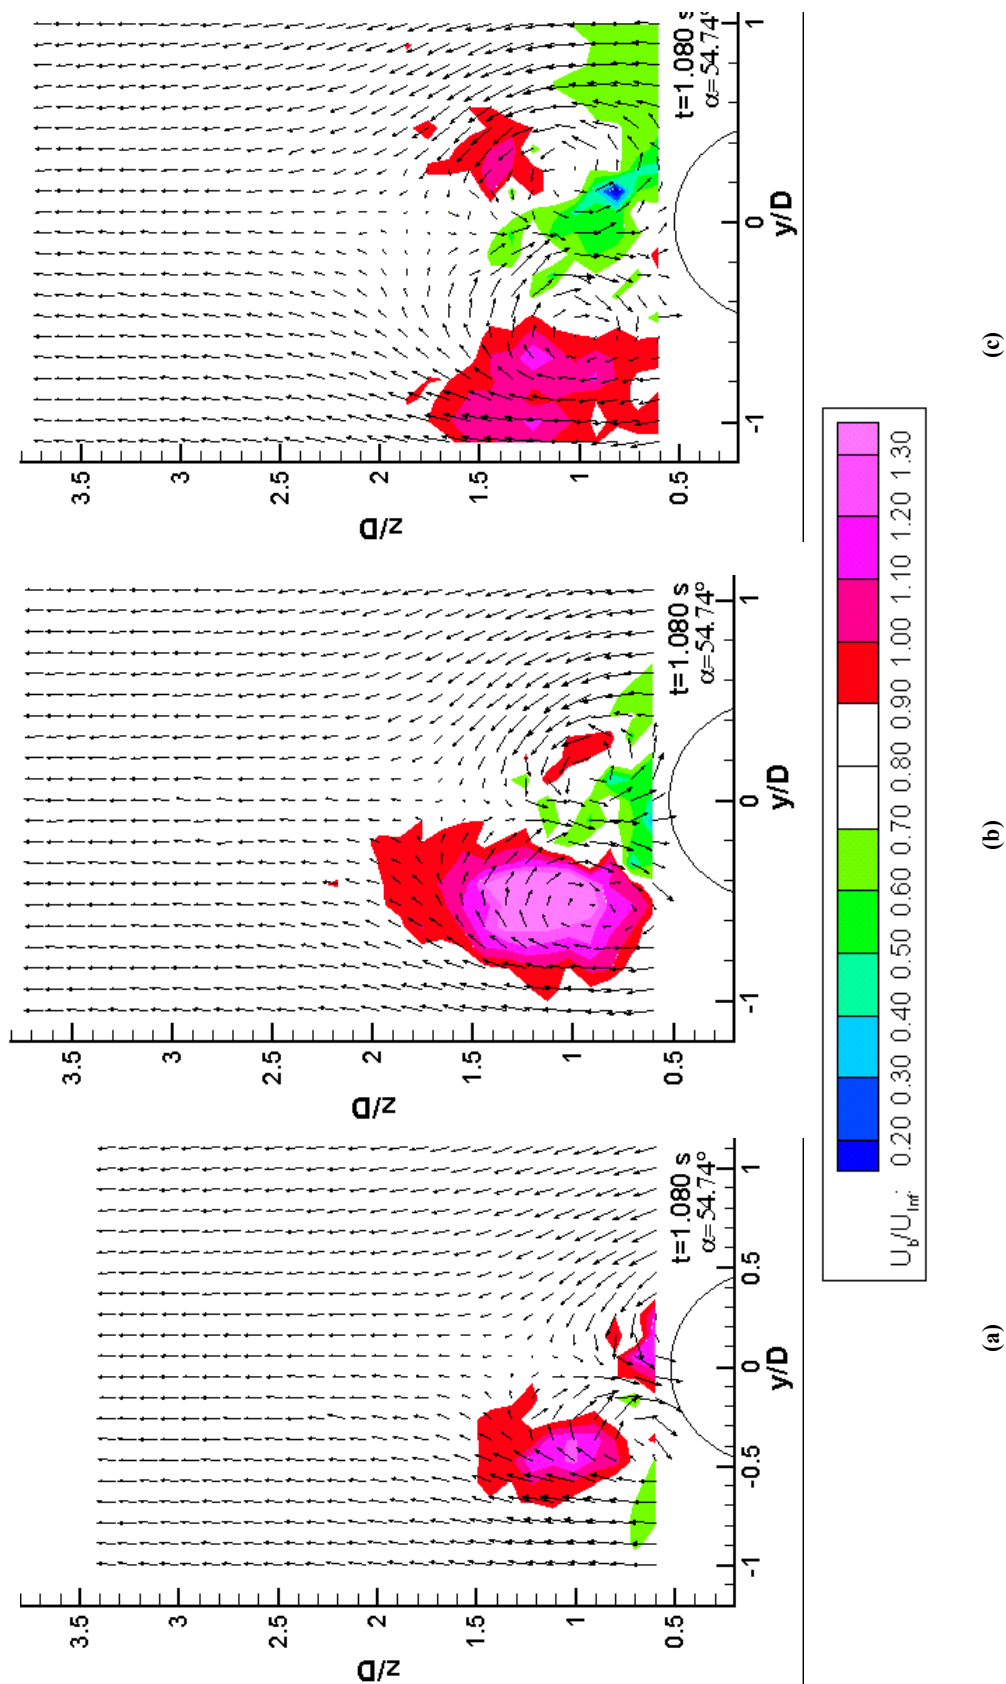 z/D
3.5
3
2.5
2
1.5
1
0.5
-1
-0.5
0
0.5
1
y/D
t=1.080 s
α=54.74°
(a)
z/D
3.5
3
2.5
2
1.5
1
0.5
-1
0
1
y/D
t=1.080 s
α=54.74°
(b)
z/D
3.5
3
2.5
2
1.5
1
0.5
-1
0
1
y/D
t=1.080 s
α=54.74°
(c)
U_b/U_Inf: 0.20 0.30 0.40 0.50 0.60 0.70 0.80 0.90 1.00 1.10 1.20 1.30